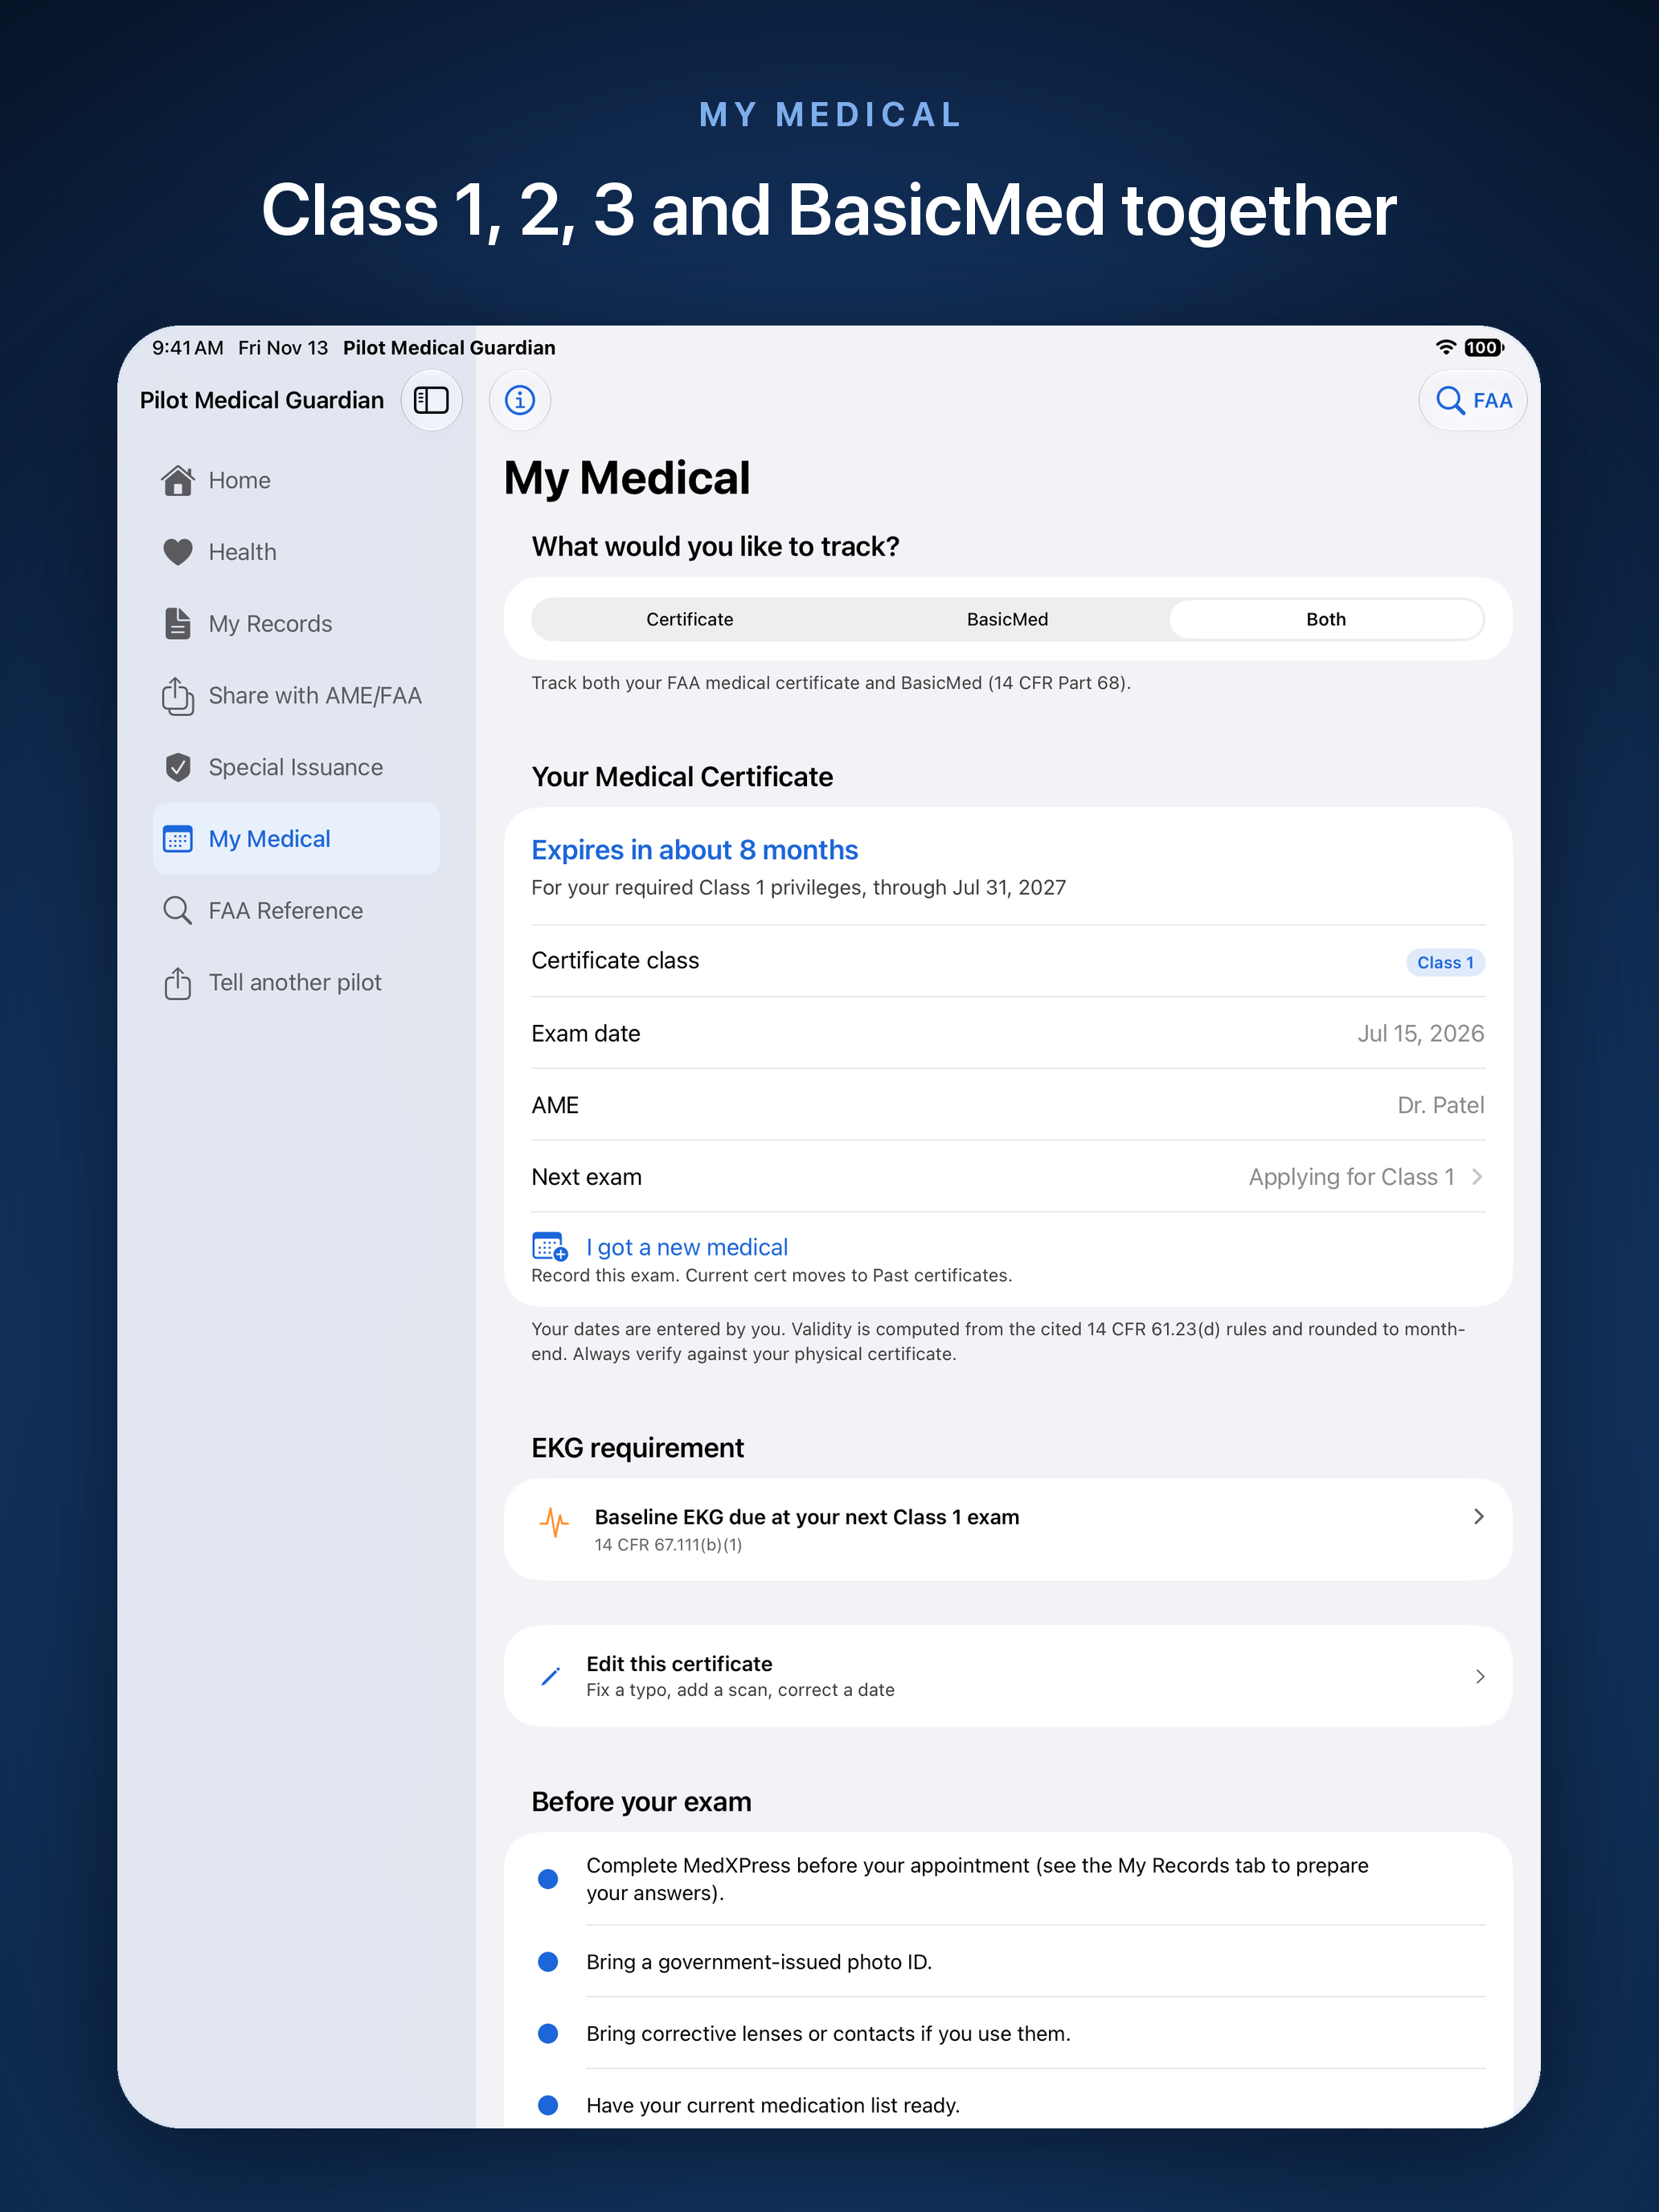 MY MEDICAL
Class 1, 2, 3 and BasicMed together
9:41 AM Fri Nov 13 Pilot Medical Guardian
100
Pilot Medical Guardian
FAA
Home
Health
My Records
Share with AME/FAA
Special Issuance
My Medical
FAA Reference
Tell another pilot
My Medical
What would you like to track?
Certificate BasicMed Both
Track both your FAA medical certificate and BasicMed (14 CFR Part 68).
Your Medical Certificate
Expires in about 8 months
For your required Class 1 privileges, through Jul 31, 2027
Certificate class Class 1
Exam date Jul 15, 2026
AME Dr. Patel
Next exam Applying for Class 1
I got a new medical
Record this exam. Current cert moves to Past certificates.
Your dates are entered by you. Validity is computed from the cited 14 CFR 61.23(d) rules and rounded to month-
end. Always verify against your physical certificate.
EKG requirement
Baseline EKG due at your next Class 1 exam
14 CFR 67.111(b)(1)
Edit this certificate
Fix a typo, add a scan, correct a date
Before your exam
Complete MedXPress before your appointment (see the My Records tab to prepare
your answers).
Bring a government-issued photo ID.
Bring corrective lenses or contacts if you use them.
Have your current medication list ready.